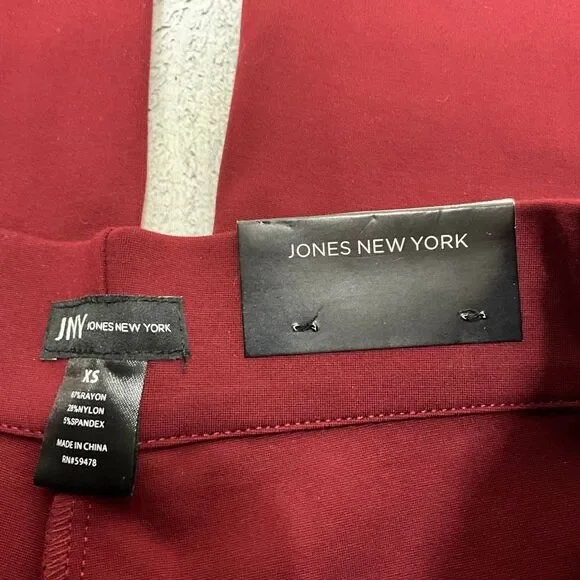 JONES NEW YORK
JNY JONES NEW YORK
XS
67%RAYON
28%NYLON
5%SPANDEX
MADE IN CHINA
RN#59478